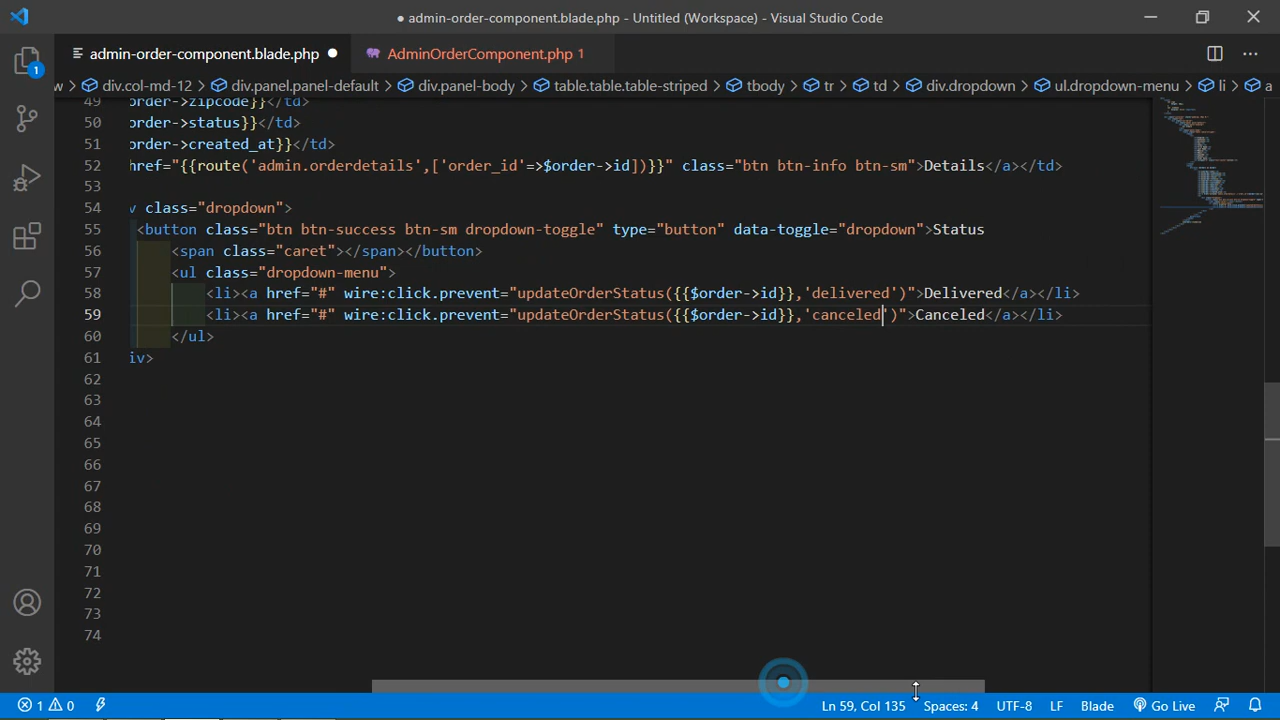 ● admin-order-component.blade.php - Untitled (Workspace) - Visual Studio Code
admin-order-component.blade.php ●
AdminOrderComponent.php 1
1
w > div.col-md-12 > div.panel.panel-default > div.panel-body > table.table.table-striped > tbody > tr > td > div.dropdown > ul.dropdown-menu > li > a
49 order->zipcode}}</td>
50 order->status}}</td>
51 order->created_at}}</td>
52 href="{{route('admin.orderdetails',['order_id'=>$order->id])}}" class="btn btn-info btn-sm">Details</a></td>
53
54 v class="dropdown">
55 <button class="btn btn-success btn-sm dropdown-toggle" type="button" data-toggle="dropdown">Status
56 <span class="caret"></span></button>
57 <ul class="dropdown-menu">
58 <li><a href="#" wire:click.prevent="updateOrderStatus({{$order->id}},'delivered')">Delivered</a></li>
59 <li><a href="#" wire:click.prevent="updateOrderStatus({{$order->id}},'canceled')">Canceled</a></li>
60 </ul>
61 iv>
62
63
64
65
66
67
68
69
70
71
72
73
74
1 0 Ln 59, Col 135 Spaces: 4 UTF-8 LF Blade Go Live